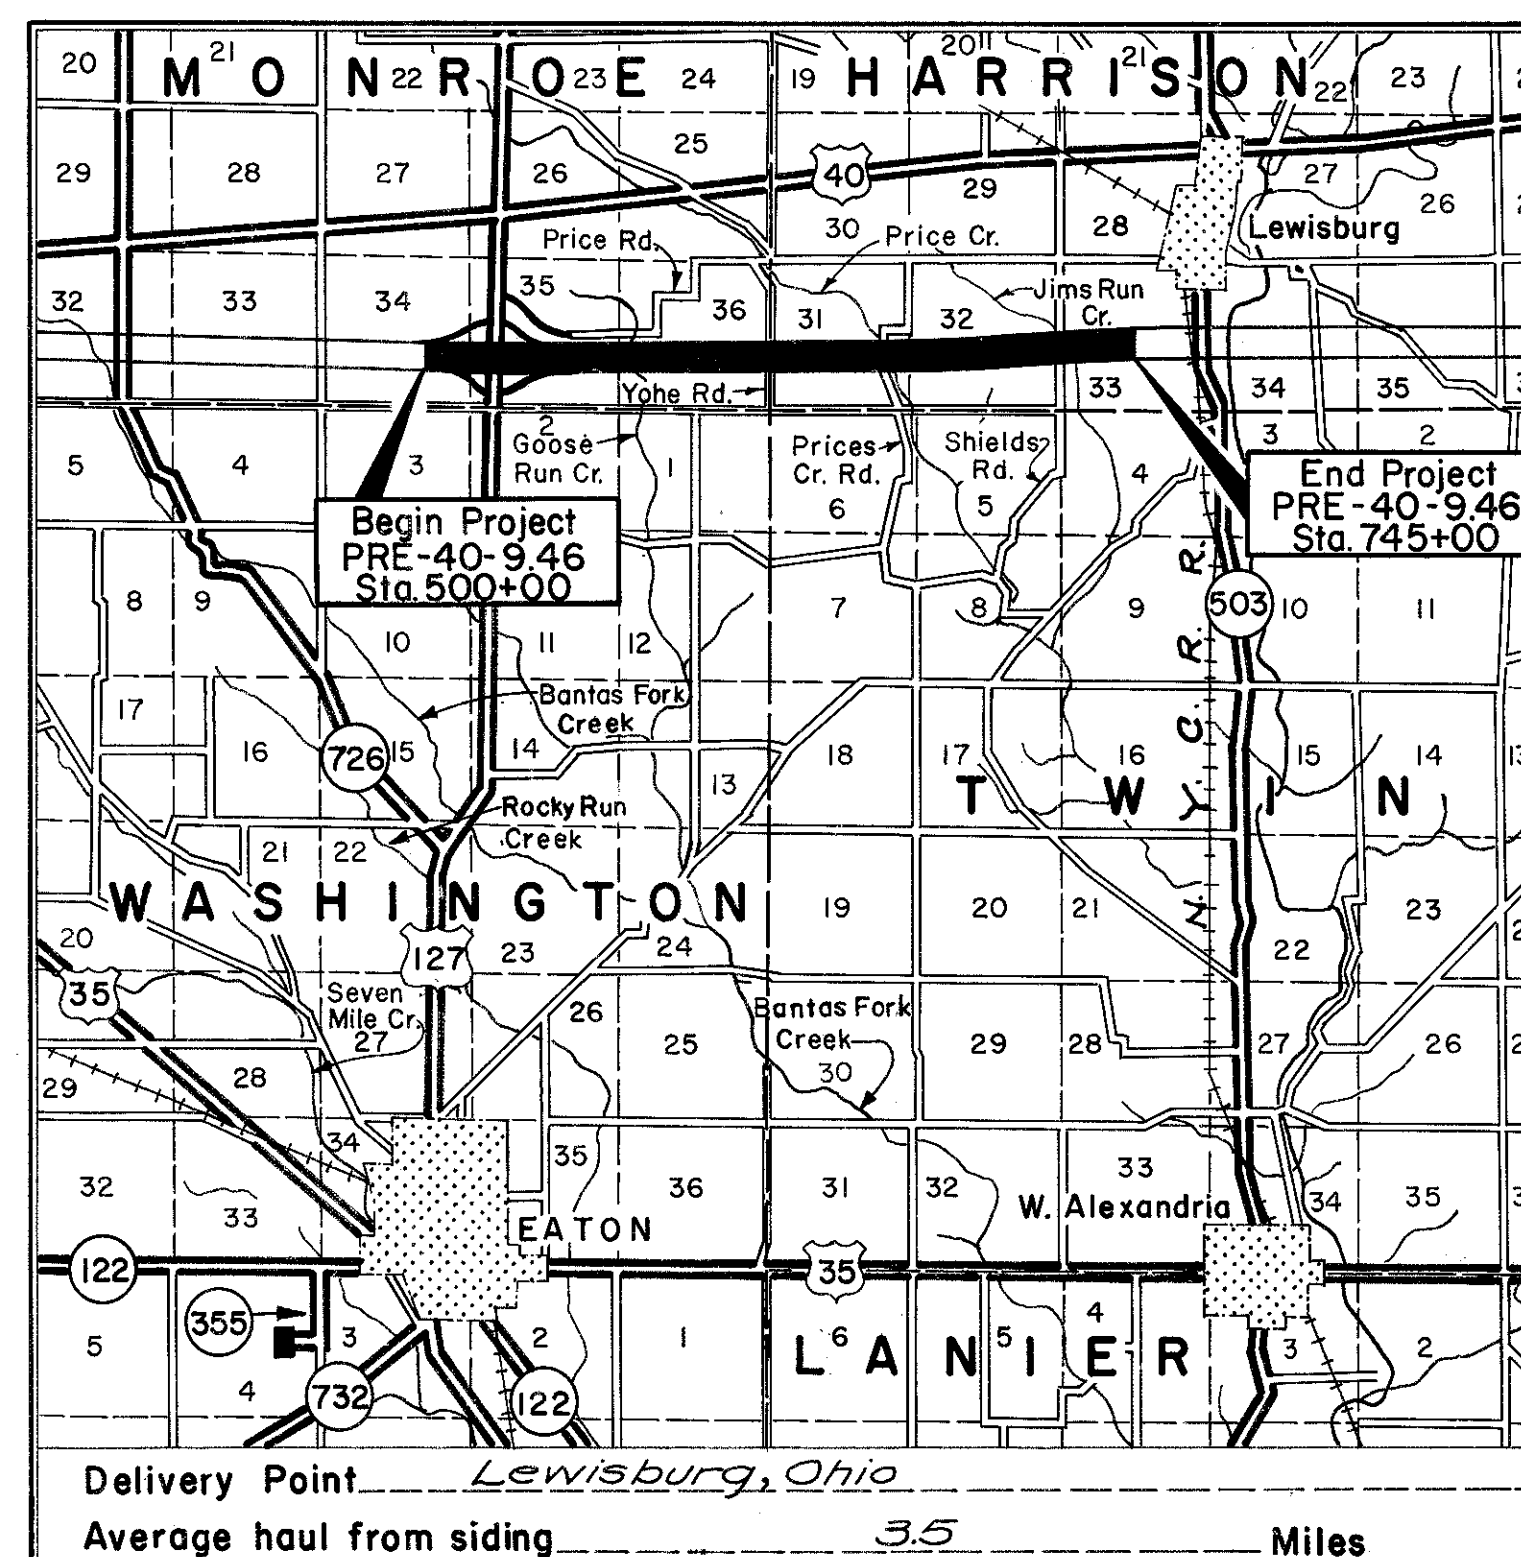 20 21 22 23 24 19 20 21 22 23
MONROE HARRISON
29 28 27 26 25 40 30 29 28 27 26
Lewisburg
Price Rd.
Price Cr.
32 33 34 35 36 31 32
Jims Run
Cr.
33 34 35
Yohe Rd.
Goose
Run Cr.
Prices
Cr. Rd.
Shields
Rd.
5 4 3 2 1 6 5 4 3 2
Begin Project
PRE-40-9.46
Sta. 500+00
End Project
PRE-40-9.46
Sta. 745+00
8 9 10 11 12 7 8 9 503 10 11
N. Y. C. R. R.
Bantas Fork
Creek
17 16 726 15 14 13 18 17 16 15 14
TWIN
Rocky Run
Creek
21 22
WASHINGTON
20 127 23 24 19 20 21 22 23
35
Seven
Mile Cr.
27
26 25
Bantas Fork
Creek
30
29 28 27 26
29 28
34 35
32 33 36 31 32 33 34 35
W. Alexandria
EATON
122 35
355
5 4 3 2 1 6 5 4 3 2
LANIER
732 122
Delivery Point Lewisburg, Ohio
Average haul from siding 3.5 Miles